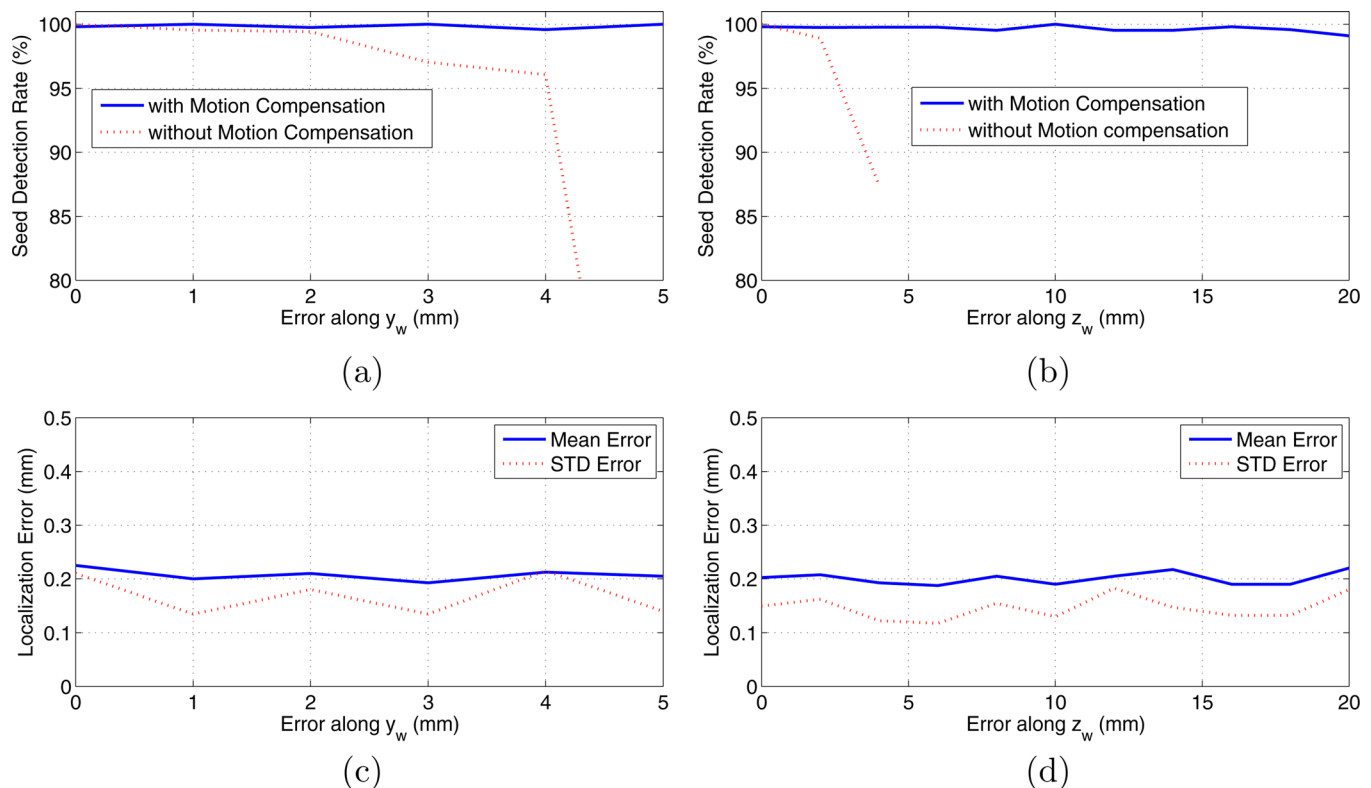 100
95
90
85
80
Seed Detection Rate (%)
with Motion Compensation
without Motion Compensation
0 1 2 3 4 5
Error along y_w (mm)
(a)
100
95
90
85
80
Seed Detection Rate (%)
with Motion Compensation
without Motion compensation
0 5 10 15 20
Error along z_w (mm)
(b)
0.5
0.4
0.3
0.2
0.1
0
Localization Error (mm)
Mean Error
STD Error
0 1 2 3 4 5
Error along y_w (mm)
(c)
0.5
0.4
0.3
0.2
0.1
0
Localization Error (mm)
Mean Error
STD Error
0 5 10 15 20
Error along z_w (mm)
(d)